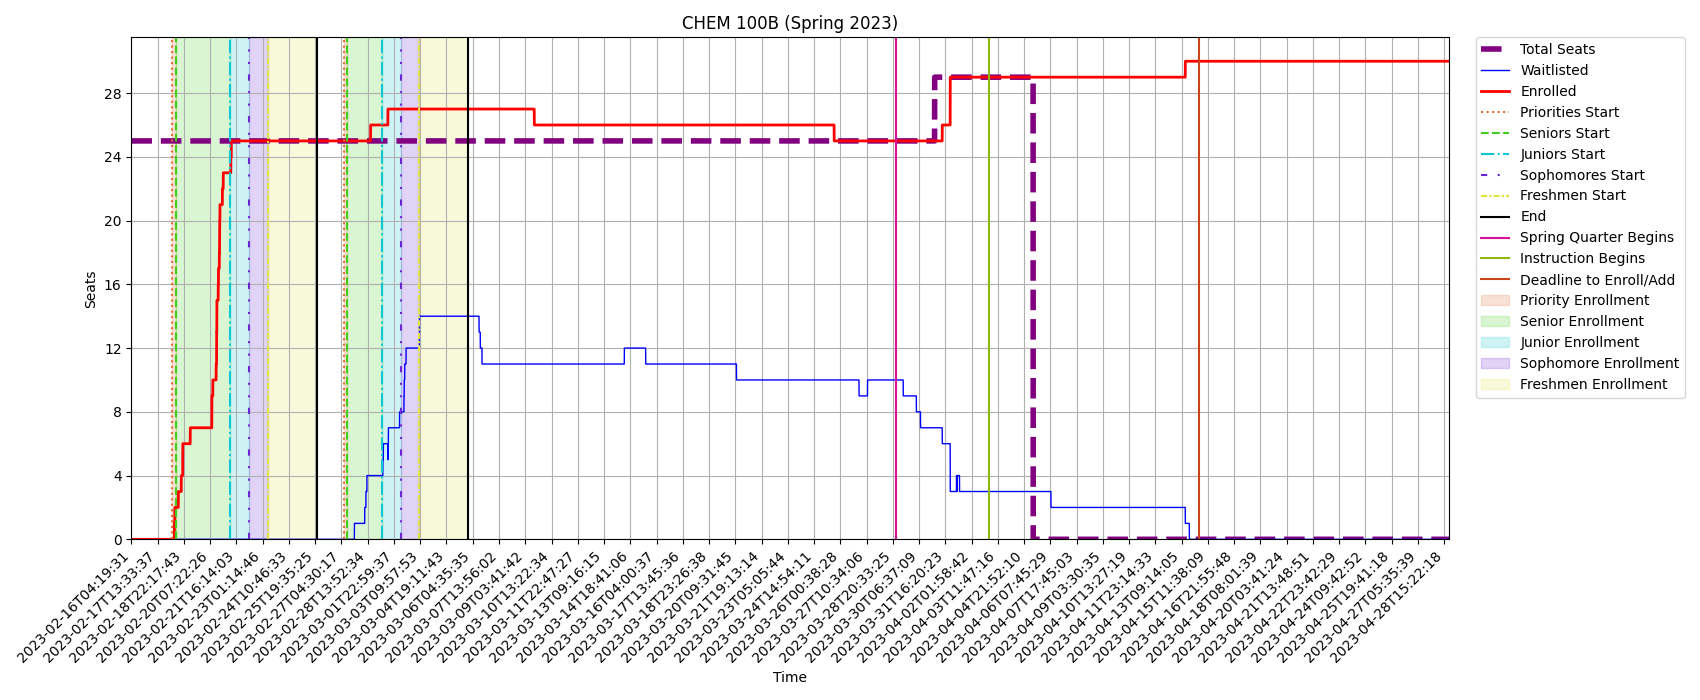 CHEM 100B (Spring 2023)
Seats
28
24
20
16
12
8
4
0
2023-02-16T04:19:31
2023-02-17T13:33:37
2023-02-18T22:17:43
2023-02-20T07:22:26
2023-02-21T16:14:03
2023-02-23T01:14:46
2023-02-24T10:46:33
2023-02-25T19:35:25
2023-02-27T04:30:17
2023-02-28T13:52:34
2023-03-01T22:59:37
2023-03-03T09:57:53
2023-03-04T19:11:43
2023-03-06T04:35:35
2023-03-07T13:56:02
2023-03-09T03:41:42
2023-03-10T13:22:34
2023-03-11T22:47:27
2023-03-13T09:16:15
2023-03-14T18:41:06
2023-03-16T04:00:37
2023-03-17T13:45:36
2023-03-18T23:26:38
2023-03-20T09:31:45
2023-03-21T19:13:14
2023-03-23T05:05:44
2023-03-24T14:54:11
2023-03-26T00:38:28
2023-03-27T10:34:06
2023-03-28T20:33:25
2023-03-30T06:37:09
2023-03-31T16:20:23
2023-04-02T01:58:42
2023-04-03T11:47:16
2023-04-04T21:52:10
2023-04-06T07:45:29
2023-04-07T17:45:03
2023-04-09T03:30:35
2023-04-10T13:27:19
2023-04-11T23:14:33
2023-04-13T09:14:05
2023-04-15T11:38:09
2023-04-16T21:55:48
2023-04-18T08:01:39
2023-04-20T03:41:24
2023-04-21T13:48:51
2023-04-22T23:42:29
2023-04-24T09:42:52
2023-04-25T19:41:18
2023-04-27T05:35:39
2023-04-28T15:22:18
Time
Total Seats
Waitlisted
Enrolled
Priorities Start
Seniors Start
Juniors Start
Sophomores Start
Freshmen Start
End
Spring Quarter Begins
Instruction Begins
Deadline to Enroll/Add
Priority Enrollment
Senior Enrollment
Junior Enrollment
Sophomore Enrollment
Freshmen Enrollment